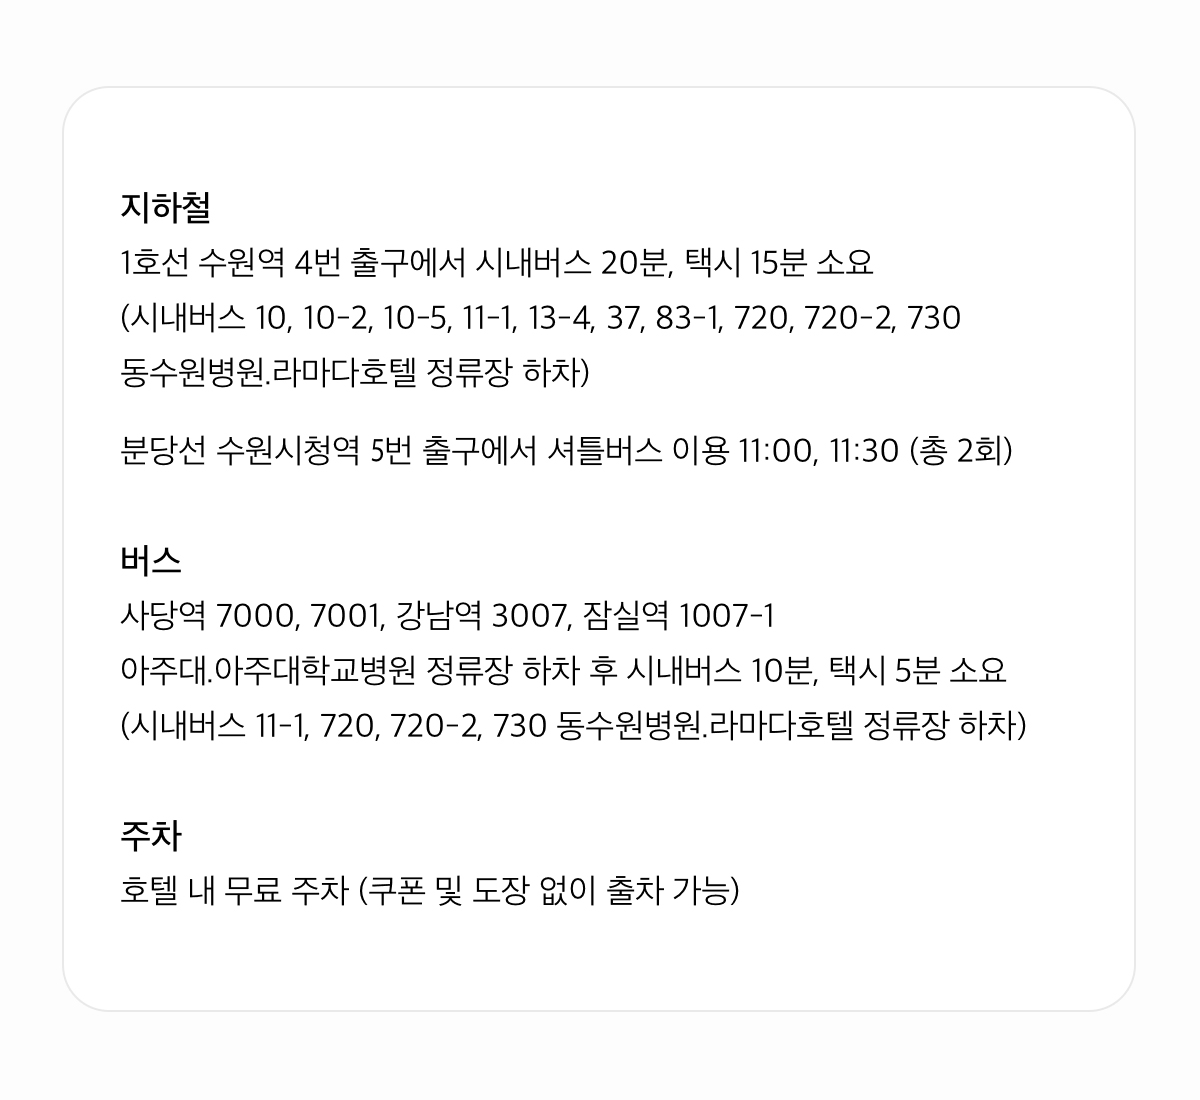 지하철
1호선 수원역 4번 출구에서 시내버스 20분, 택시 15분 소요
(시내버스 10, 10-2, 10-5, 11-1, 13-4, 37, 83-1, 720, 720-2, 730
동수원병원.라마다호텔 정류장 하차)
분당선 수원시청역 5번 출구에서 셔틀버스 이용 11:00, 11:30 (총 2회)
버스
사당역 7000, 7001, 강남역 3007, 잠실역 1007-1
아주대.아주대학교병원 정류장 하차 후 시내버스 10분, 택시 5분 소요
(시내버스 11-1, 720, 720-2, 730 동수원병원.라마다호텔 정류장 하차)
주차
호텔 내 무료 주차 (쿠폰 및 도장 없이 출차 가능)